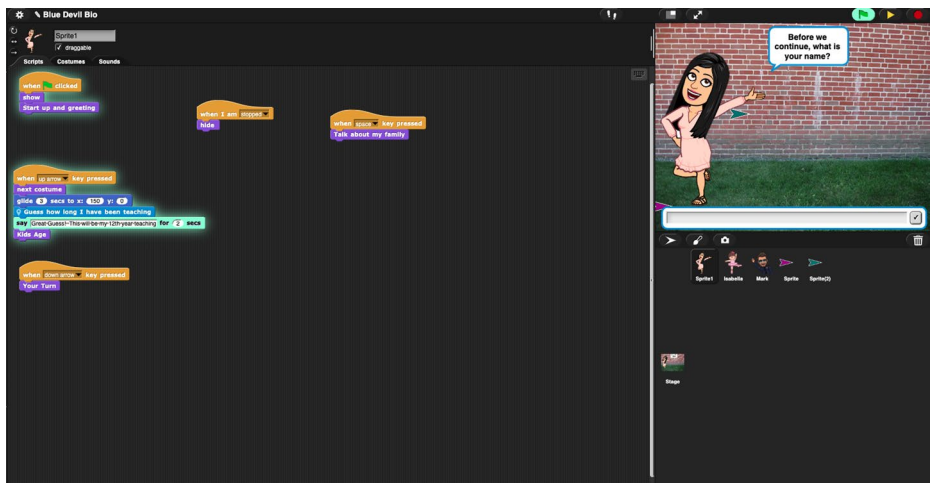 Blue Devil Bio
Sprite1
draggable
Scripts Costumes Sounds
when clicked
show
Start up and greeting
when I am stopped
hide
when space key pressed
Talk about my family
when up arrow key pressed
next costume
glide 3 secs to x: 150 y: 0
Guess how long I have been teaching
say Great Guess!-This-will-be-my-12th-year-teaching for 2 secs
Kids Age
when down arrow key pressed
Your Turn
Before we
continue, what is
your name?
Sprite1 Isabella Mark Sprite Sprite(2)
Stage